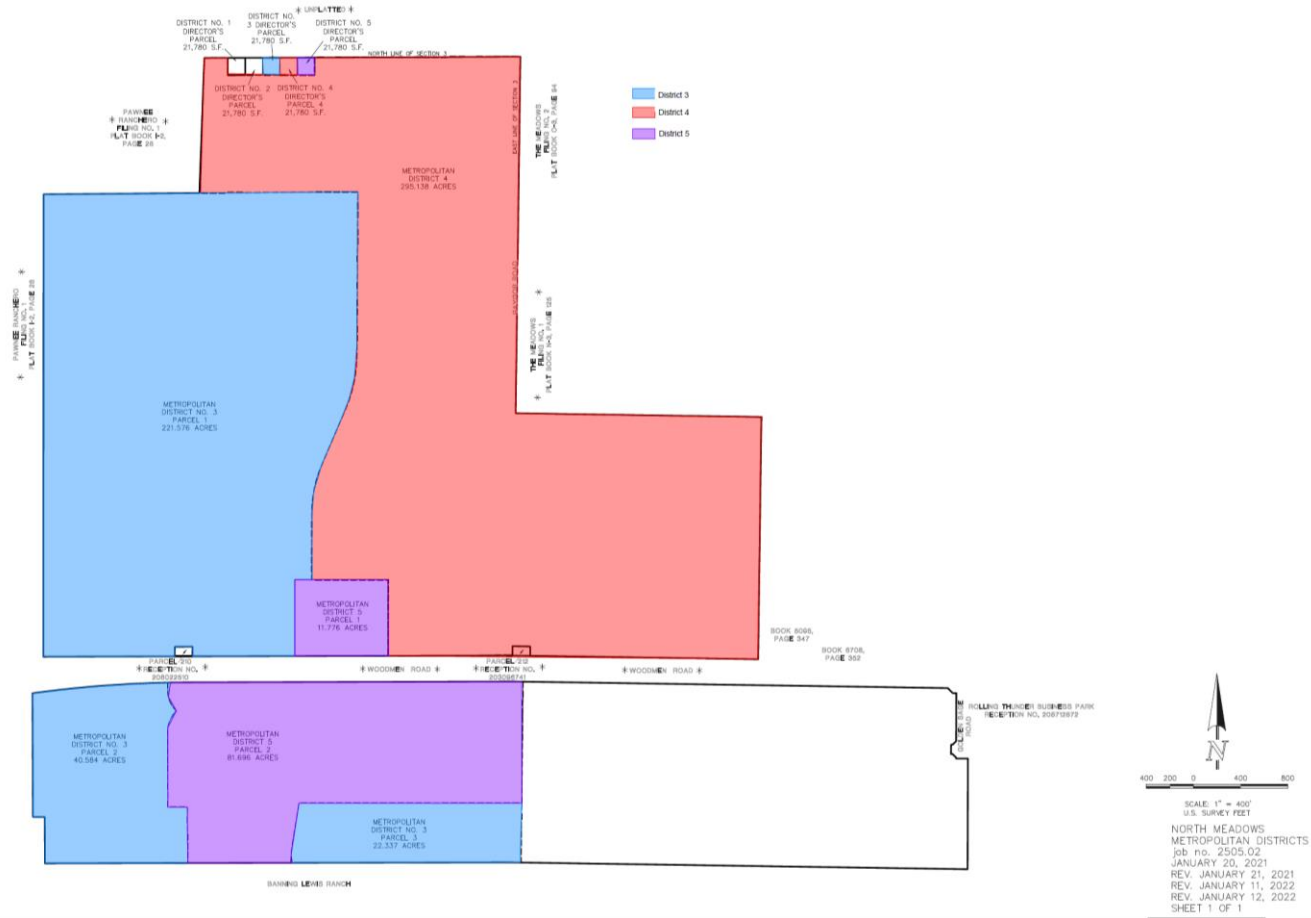 * UNPLATTED *
DISTRICT NO. 1
DIRECTOR'S
PARCEL
21,780 S.F.
DISTRICT NO.
3 DIRECTOR'S
PARCEL
21,780 S.F.
DISTRICT NO. 5
DIRECTOR'S
PARCEL
21,780 S.F.
NORTH LINE OF SECTION 3
DISTRICT NO. 2
DIRECTOR'S
PARCEL
21,780 S.F.
DISTRICT NO. 4
DIRECTOR'S
PARCEL 4
21,780 S.F.
District 3
District 4
District 5
PAWNEE
* RANCHERO *
FILING NO. 1
PLAT BOOK I-2,
PAGE 28
EAST LINE OF SECTION 3
THE MEADOWS
FILING NO. 2
PLAT BOOK O-3, PAGE 94
METROPOLITAN
DISTRICT 4
295.138 ACRES
* PAWNEE RANCHERO *
FILING NO. 1
PLAT BOOK I-2, PAGE 28
* THE MEADOWS *
FILING NO. 1
PLAT BOOK N-3, PAGE 125
METROPOLITAN
DISTRICT NO. 3
PARCEL 1
221.576 ACRES
METROPOLITAN
DISTRICT 5
PARCEL 1
11.776 ACRES
BOOK 5098,
PAGE 347
BOOK 6708,
PAGE 352
PARCEL 210
* RECEPTION NO. *
* WOODMEN ROAD *
PARCEL 212
* RECEPTION NO. *
203098741
* WOODMEN ROAD *
METROPOLITAN
DISTRICT NO. 3
PARCEL 2
40.584 ACRES
METROPOLITAN
DISTRICT 5
PARCEL 2
81.696 ACRES
METROPOLITAN
DISTRICT NO. 3
PARCEL 3
22.337 ACRES
GOLDEN SAGE
ROAD
ROLLING THUNDER BUSINESS PARK
RECEPTION NO. 208712872
BANNING LEWIS RANCH
N
400 200 0 400 800
SCALE: 1" = 400'
U.S. SURVEY FEET
NORTH MEADOWS
METROPOLITAN DISTRICTS
job no. 2505.02
JANUARY 20, 2021
REV. JANUARY 21, 2021
REV. JANUARY 11, 2022
REV. JANUARY 12, 2022
SHEET 1 OF 1